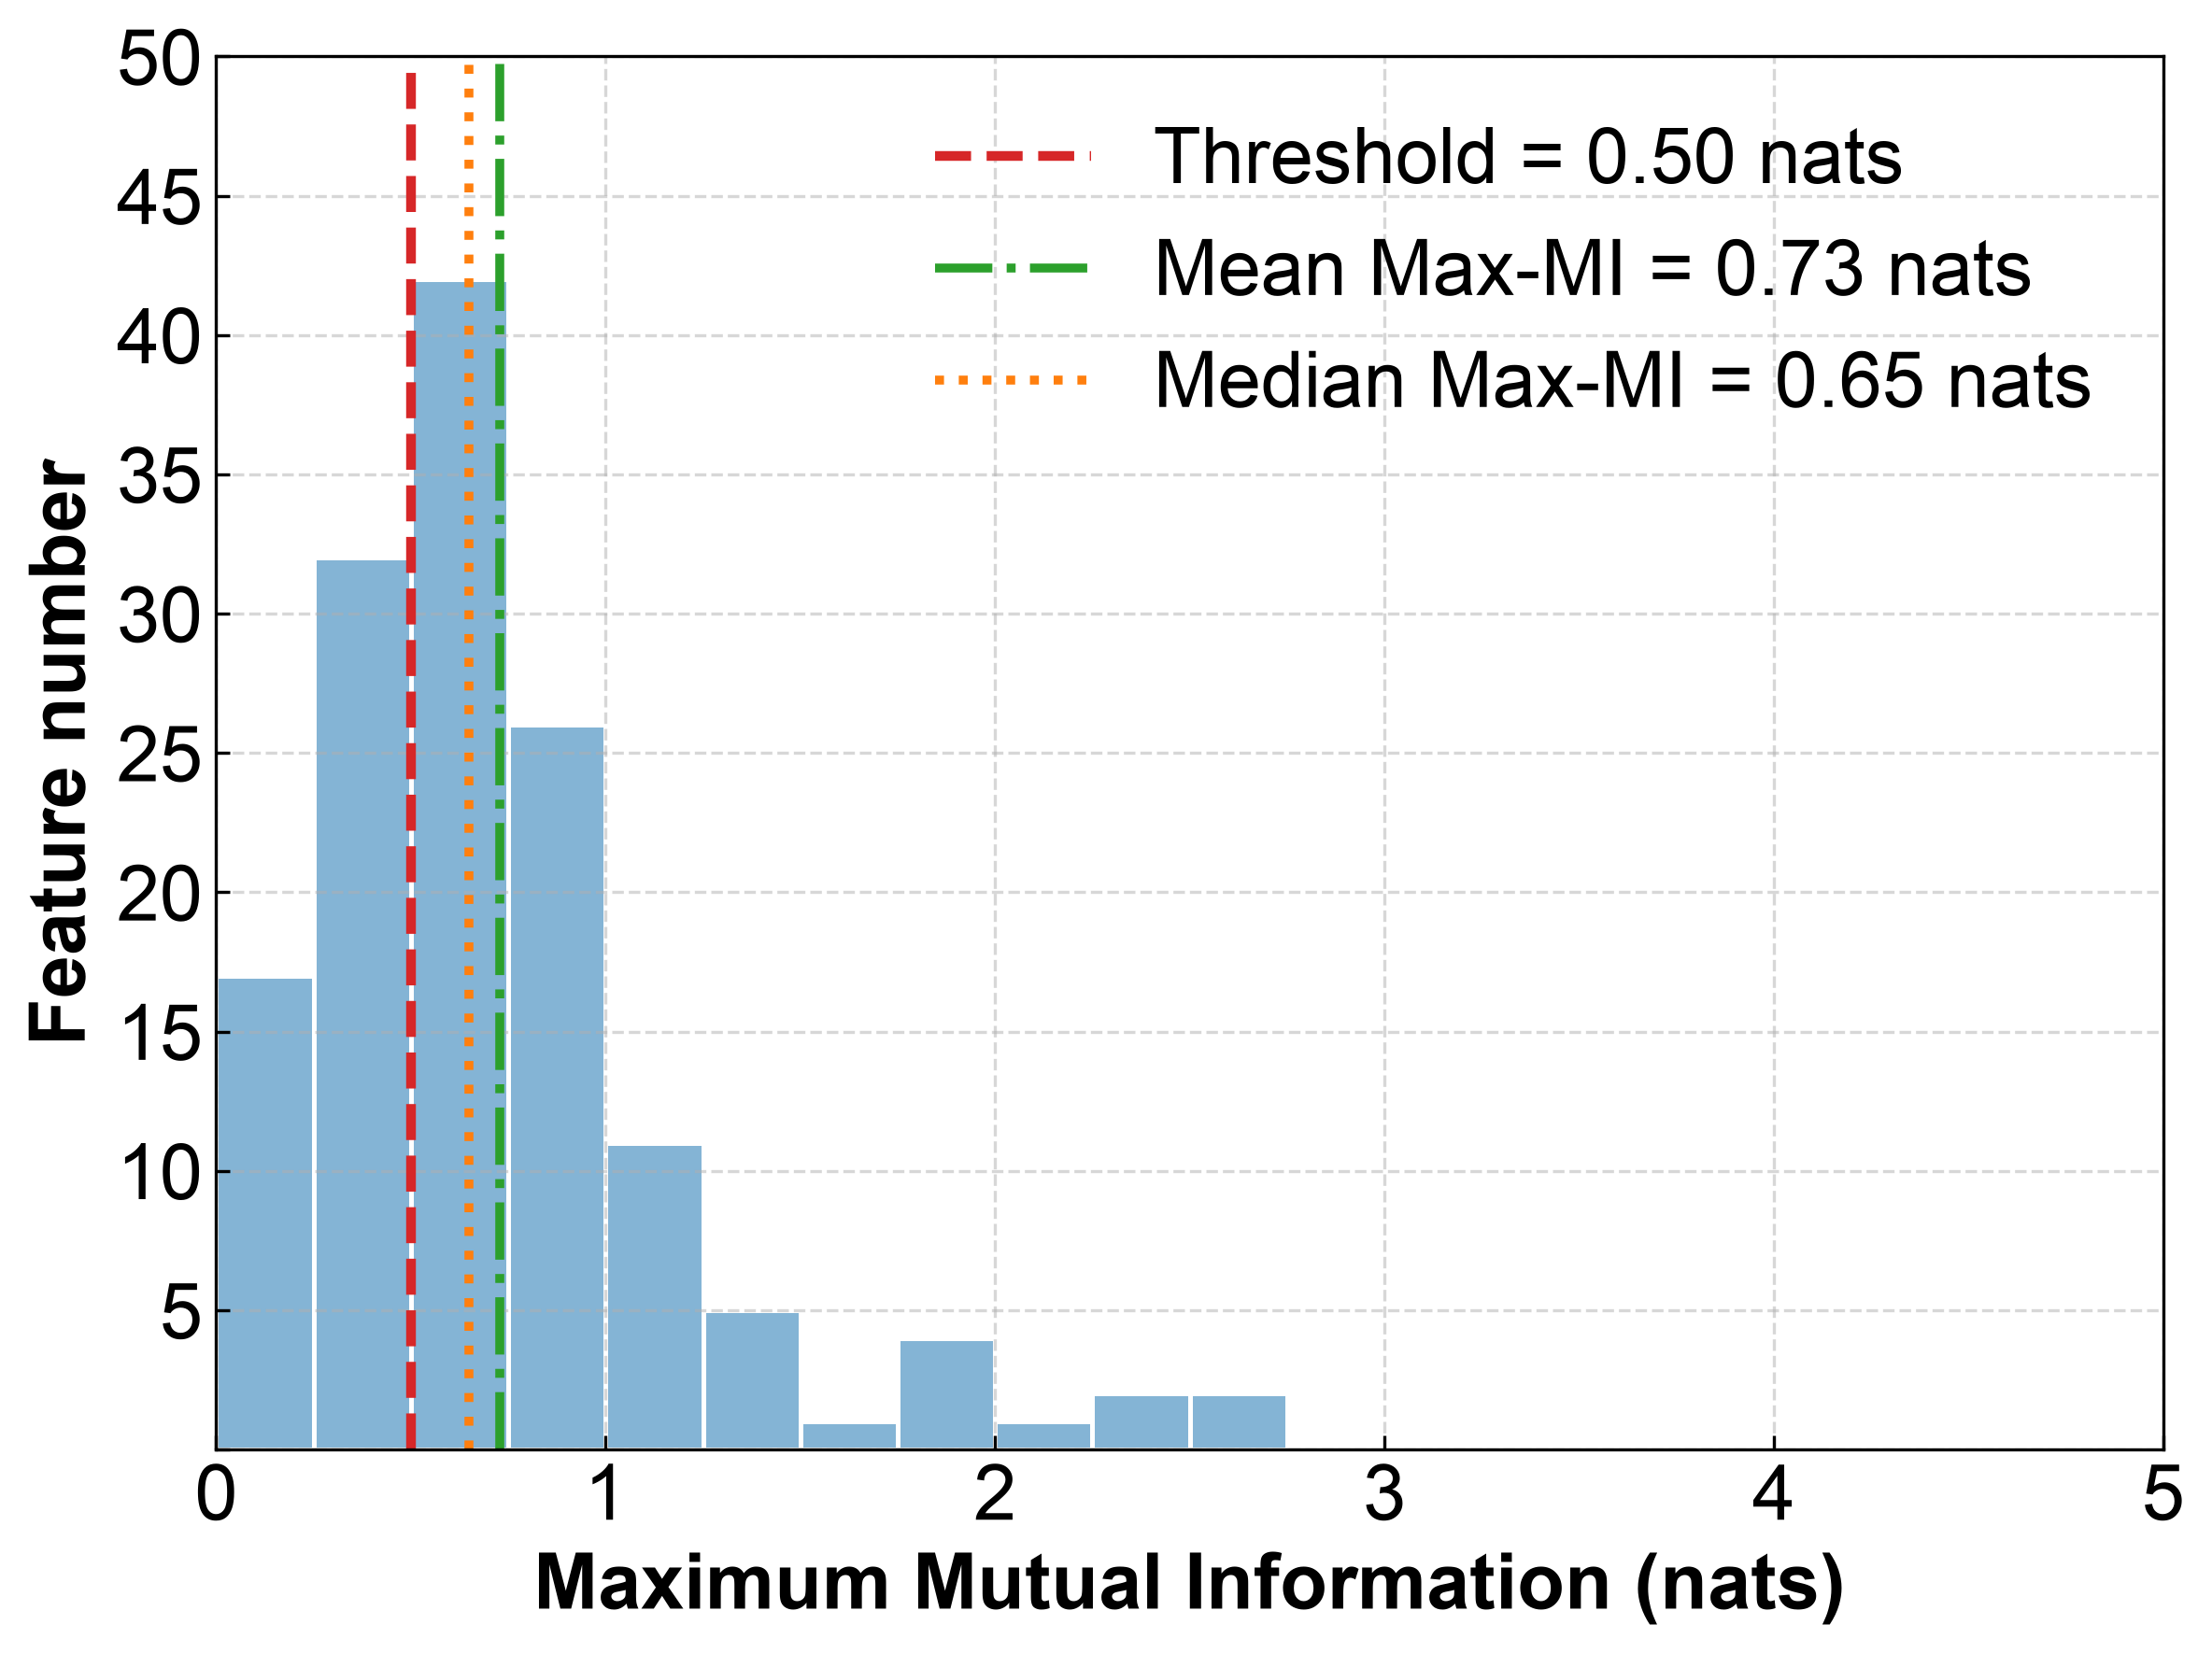 50
45
40
35
30
25
20
15
10
5
Feature number
Threshold = 0.50 nats
Mean Max-MI = 0.73 nats
Median Max-MI = 0.65 nats
0 1 2 3 4 5
Maximum Mutual Information (nats)